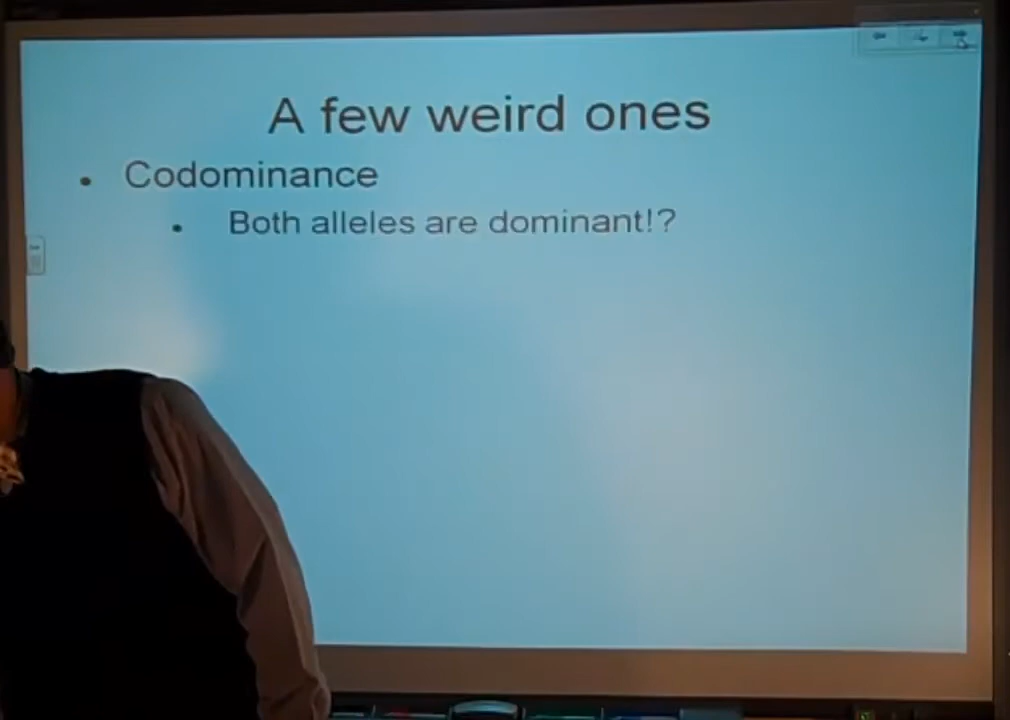 A few weird ones
• Codominance
• Both alleles are dominant!?